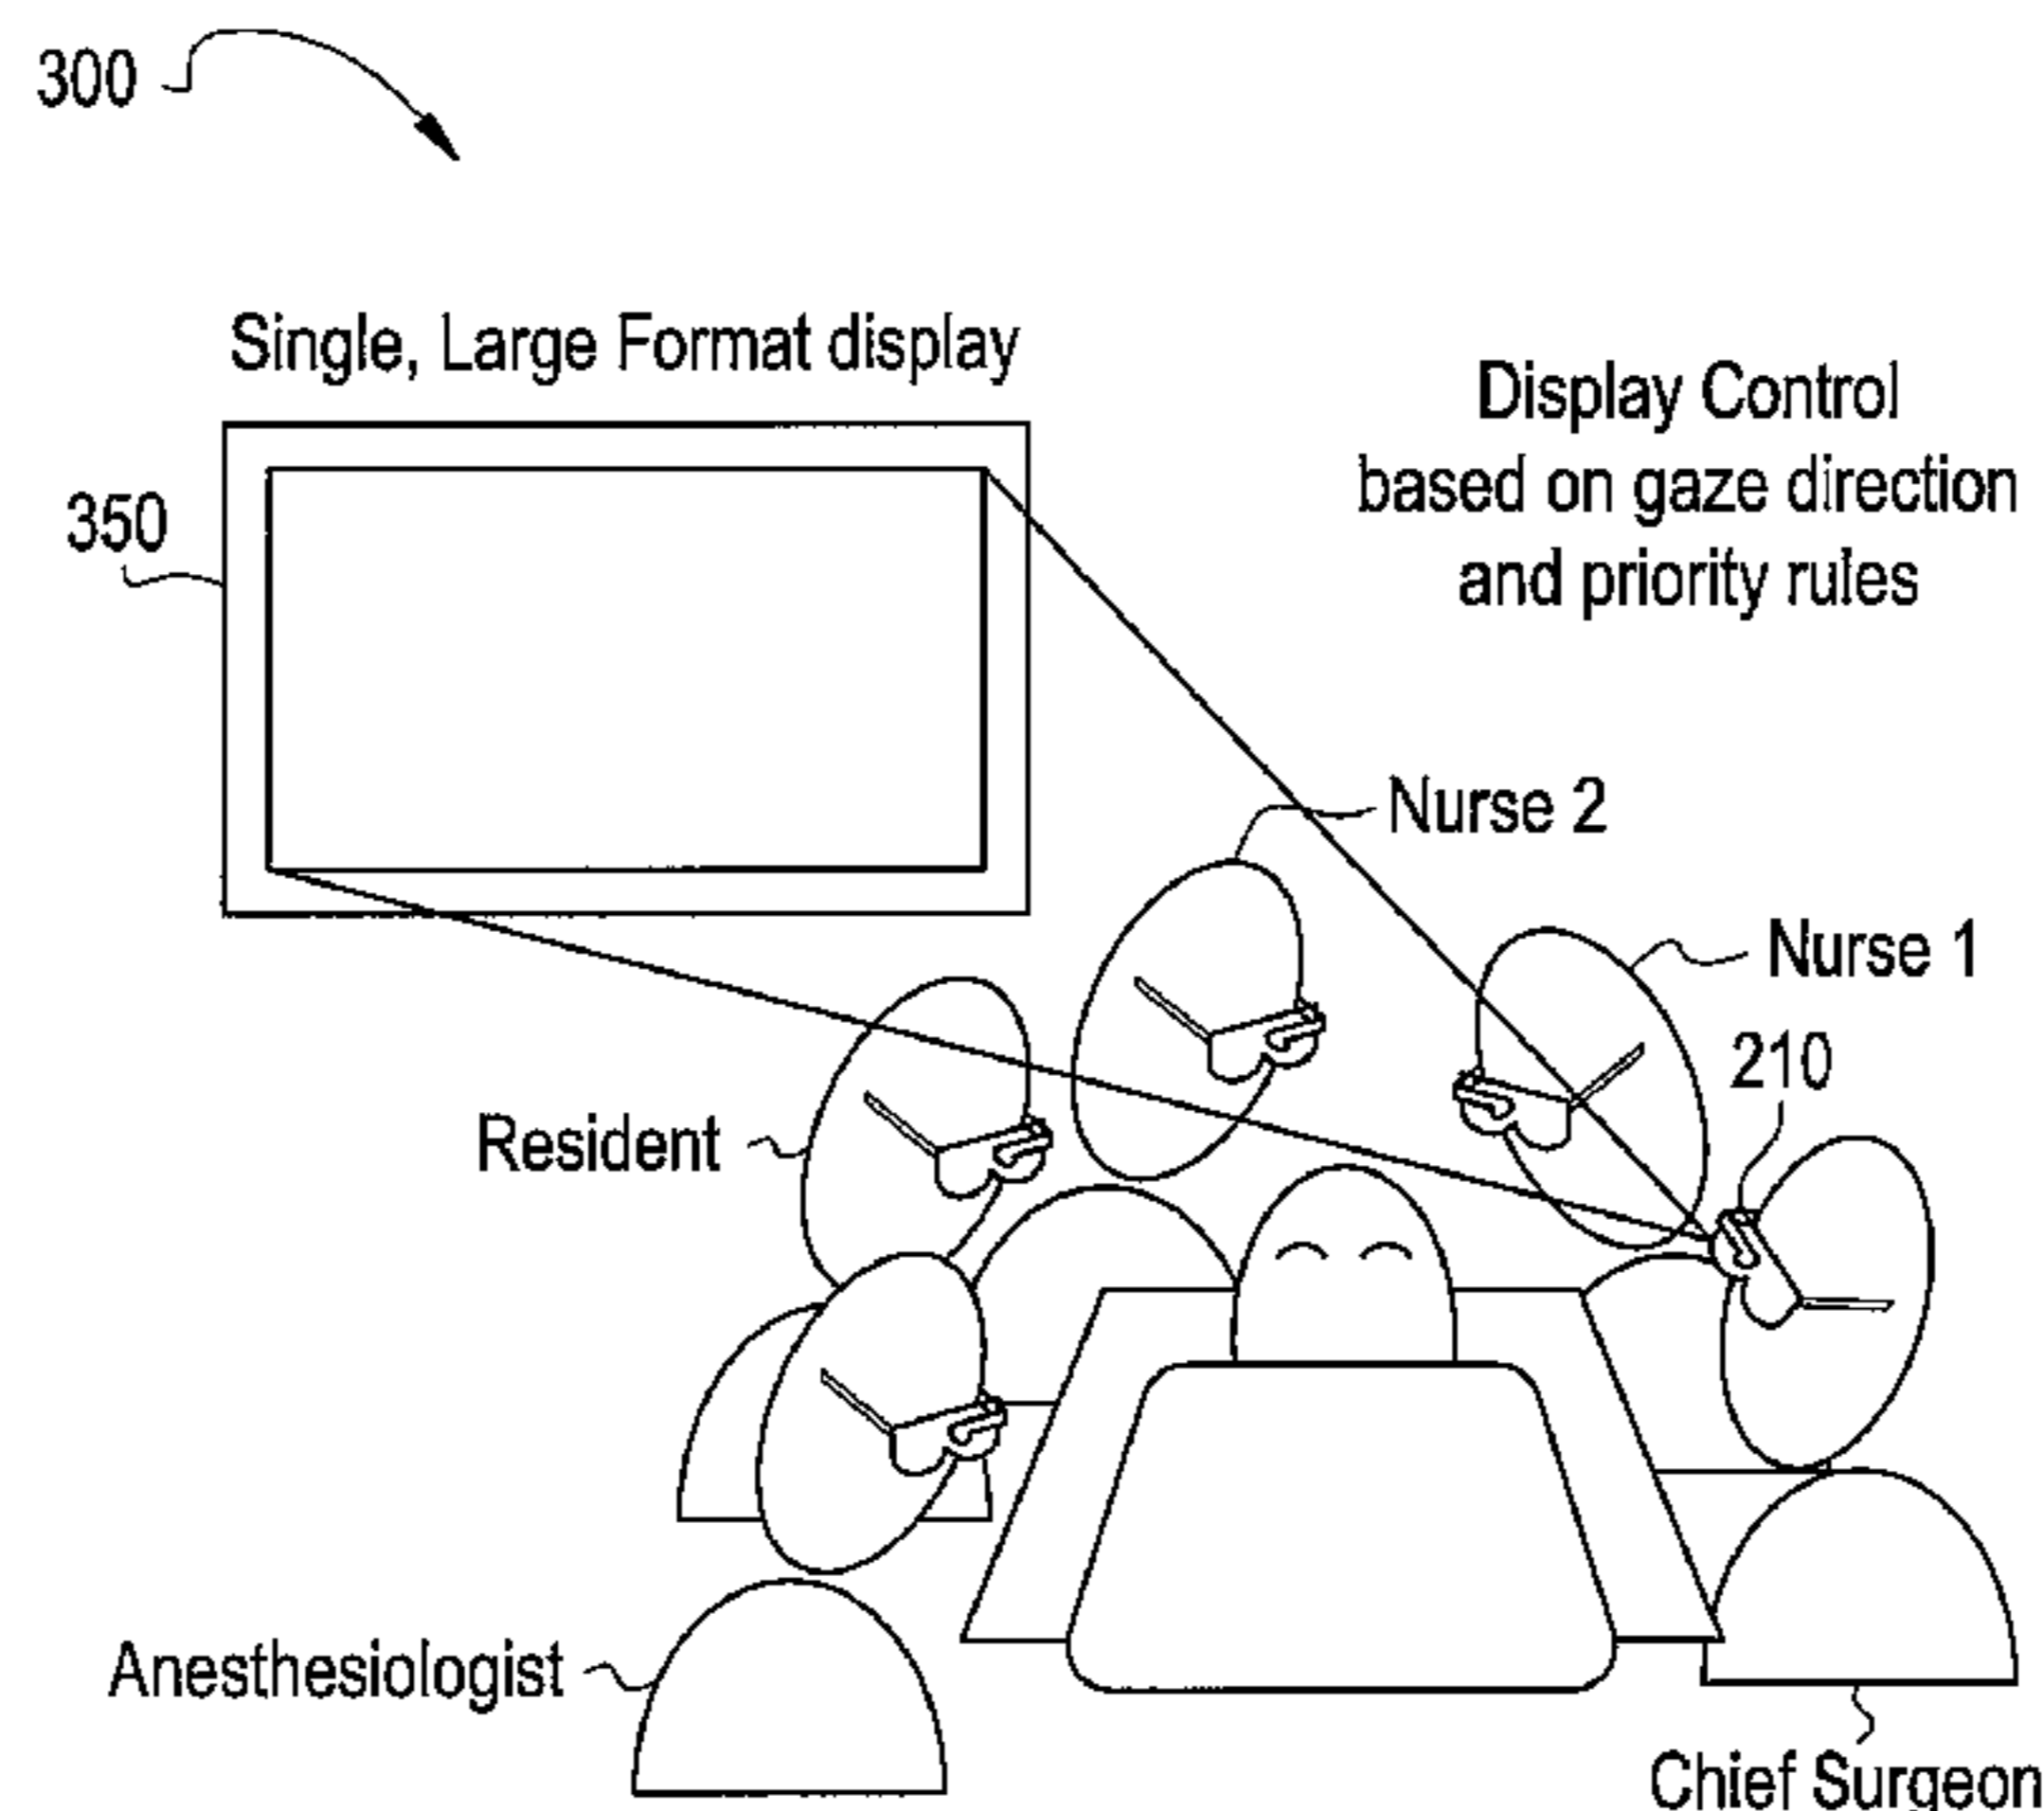 300
Single, Large Format display
Display Control
based on gaze direction
and priority rules
350
Nurse 2
Nurse 1
210
Resident
Anesthesiologist
Chief Surgeon